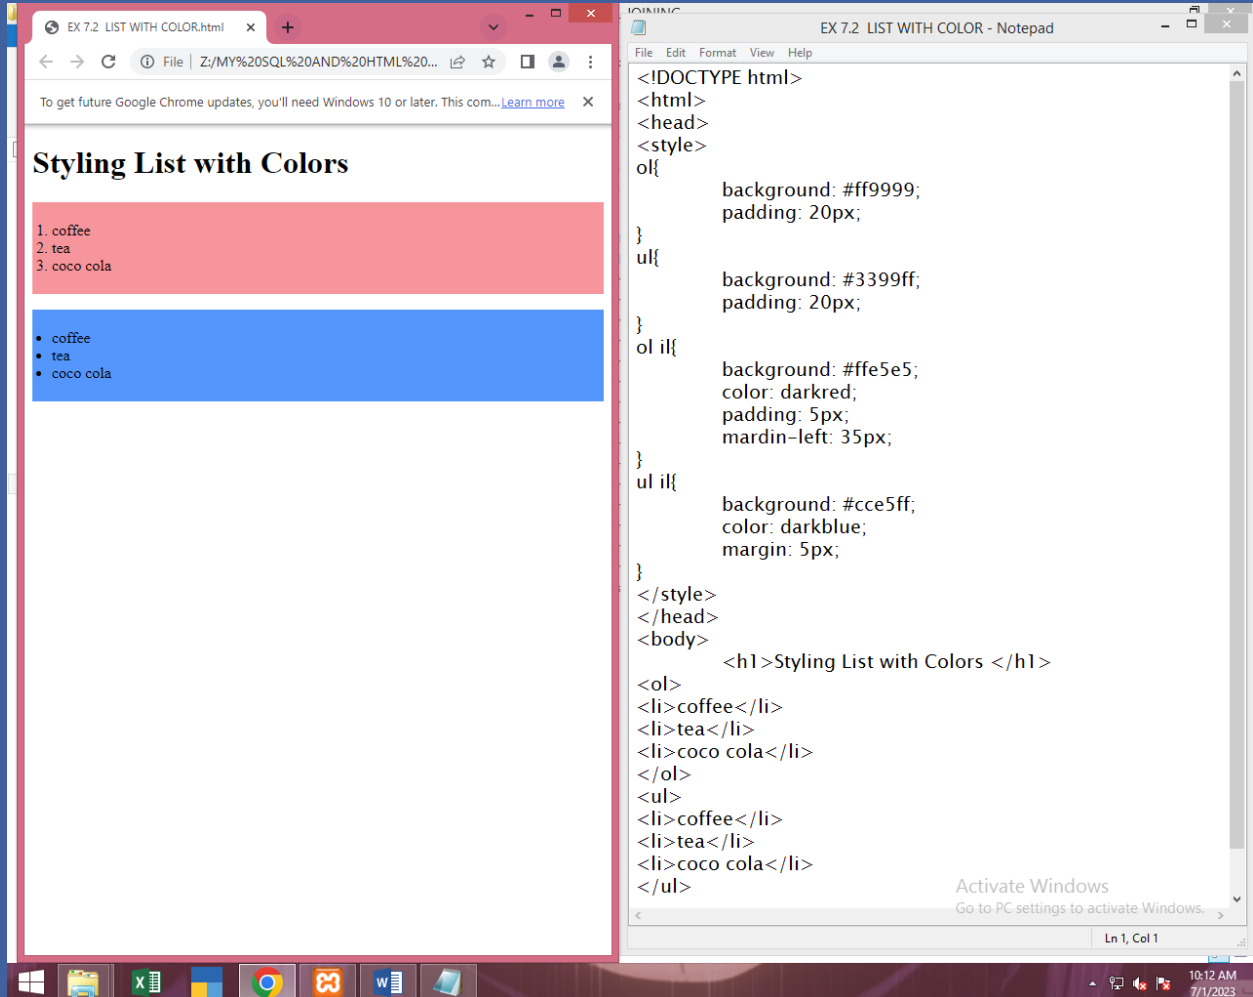 EX 7.2  LIST WITH COLOR.html
File
Z:/MY%20SQL%20AND%20HTML%20...
To get future Google Chrome updates, you'll need Windows 10 or later. This com... Learn more
Styling List with Colors
1. coffee
2. tea
3. coco cola
• coffee
• tea
• coco cola
JOINING
EX 7.2  LIST WITH COLOR - Notepad
File Edit Format View Help
<!DOCTYPE html>
<html>
<head>
<style>
ol{
background: #ff9999;
padding: 20px;
}
ul{
background: #3399ff;
padding: 20px;
}
ol il{
background: #ffe5e5;
color: darkred;
padding: 5px;
mardin-left: 35px;
}
ul il{
background: #cce5ff;
color: darkblue;
margin: 5px;
}
</style>
</head>
<body>
<h1>Styling List with Colors </h1>
<ol>
<li>coffee</li>
<li>tea</li>
<li>coco cola</li>
</ol>
<ul>
<li>coffee</li>
<li>tea</li>
<li>coco cola</li>
</ul>
Activate Windows
Go to PC settings to activate Windows.
Ln 1, Col 1
10:12 AM
7/1/2023